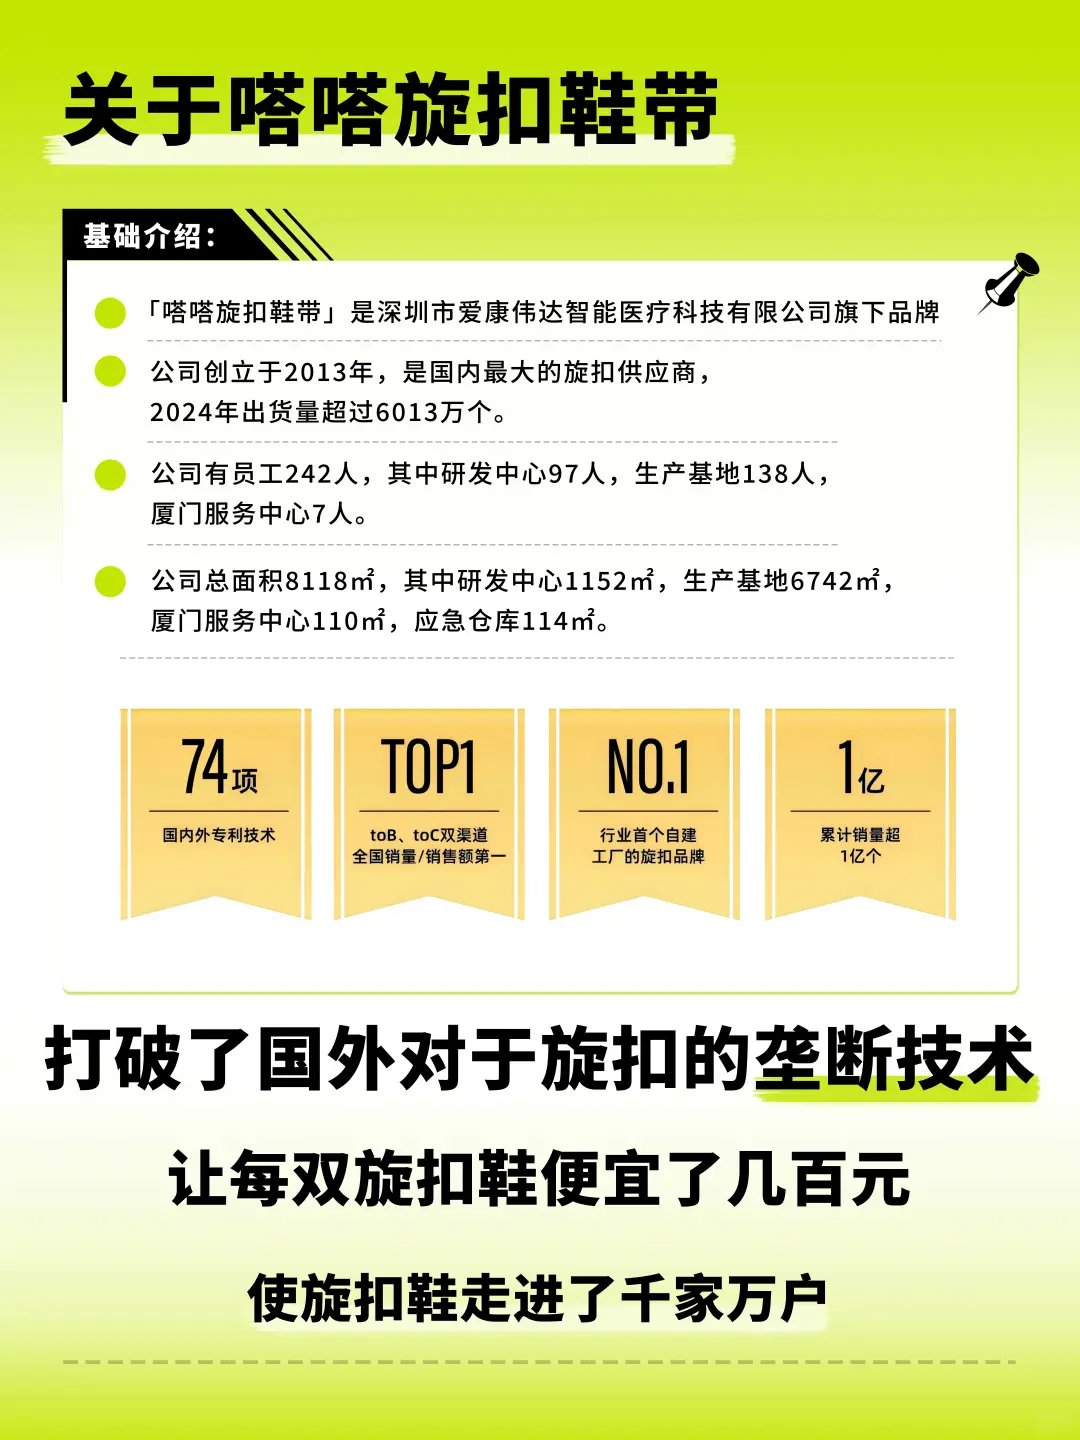 关于嗒嗒旋扣鞋带
基础介绍：
「嗒嗒旋扣鞋带」是深圳市爱康伟达智能医疗科技有限公司旗下品牌
公司创立于2013年，是国内最大的旋扣供应商，
2024年出货量超过6013万个。
公司有员工242人，其中研发中心97人，生产基地138人，
厦门服务中心7人。
公司总面积8118㎡，其中研发中心1152㎡，生产基地6742㎡，
厦门服务中心110㎡，应急仓库114㎡。
74项
国内外专利技术
TOP1
toB、toC双渠道
全国销量/销售额第一
NO.1
行业首个自建
工厂的旋扣品牌
1亿
累计销量超
1亿个
打破了国外对于旋扣的垄断技术
让每双旋扣鞋便宜了几百元
使旋扣鞋走进了千家万户